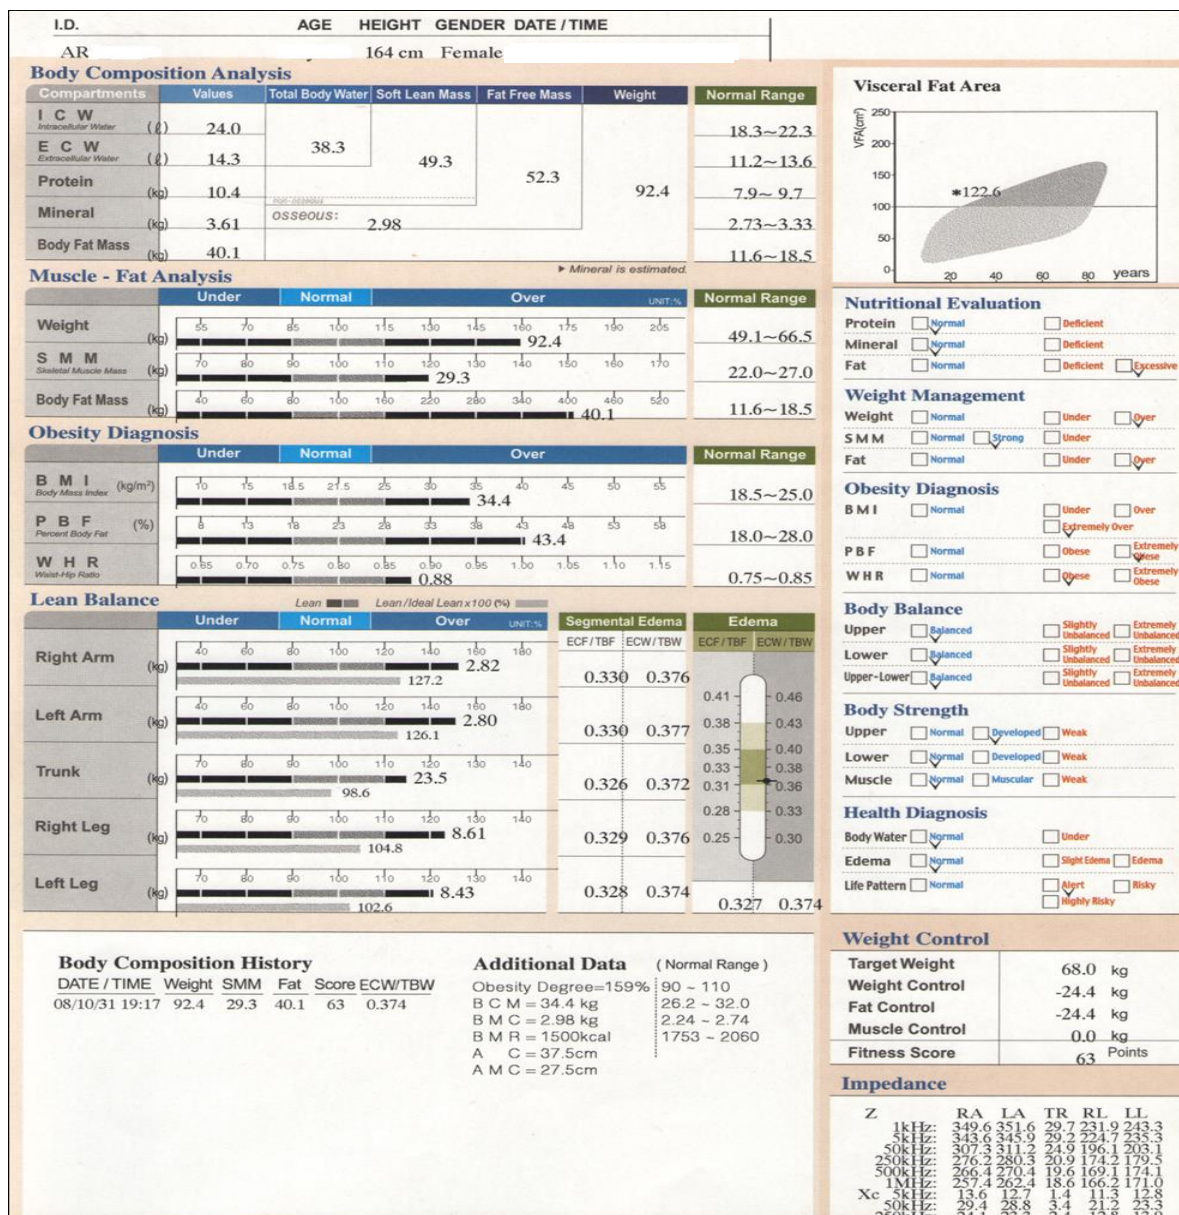 I.D. AGE HEIGHT GENDER DATE / TIME
AR 164 cm Female
Body Composition Analysis
Compartments Values Total Body Water Soft Lean Mass Fat Free Mass Weight Normal Range
I C W Intracellular Water (ℓ) 24.0 18.3~22.3
E C W Extracellular Water (ℓ) 14.3 38.3 49.3 11.2~13.6
Protein (kg) 10.4 52.3 92.4 7.9~ 9.7
non-osseous
Mineral (kg) 3.61 osseous: 2.98 2.73~3.33
Body Fat Mass (kg) 40.1 11.6~18.5
▶ Mineral is estimated.
Muscle - Fat Analysis
Under Normal Over UNIT:% Normal Range
Weight (kg) 55 70 85 100 115 130 145 160 175 190 205
92.4 49.1~66.5
S M M Skeletal Muscle Mass (kg) 70 80 90 100 110 120 130 140 150 160 170
29.3 22.0~27.0
Body Fat Mass (kg) 40 60 80 100 160 220 280 340 400 460 520
40.1 11.6~18.5
Obesity Diagnosis
Under Normal Over Normal Range
B M I Body Mass Index (kg/m²) 10 15 18.5 21.5 25 30 35 40 45 50 55
34.4 18.5~25.0
P B F Percent Body Fat (%) 8 13 18 23 28 33 38 43 48 53 58
43.4 18.0~28.0
W H R Waist-Hip Ratio 0.65 0.70 0.75 0.80 0.85 0.90 0.95 1.00 1.05 1.10 1.15
0.88 0.75~0.85
Lean Balance Lean Lean/Ideal Lean x100 (%)
Under Normal Over UNIT:% Segmental Edema Edema
ECF/TBF ECW/TBW ECF/TBF ECW/TBW
Right Arm (kg) 40 60 80 100 120 140 160 180
2.82
127.2 0.330 0.376
Left Arm (kg) 40 60 80 100 120 140 160 180
2.80
126.1 0.330 0.377
Trunk (kg) 70 80 90 100 110 120 130 140
23.5
98.6 0.326 0.372
Right Leg (kg) 70 80 90 100 110 120 130 140
8.61
104.8 0.329 0.376
Left Leg (kg) 70 80 90 100 110 120 130 140
8.43
102.6 0.328 0.374
0.41 0.46
0.38 0.43
0.35 0.40
0.33 0.38
0.31 0.36
0.28 0.33
0.25 0.30
0.327 0.374
Body Composition History
DATE / TIME Weight SMM Fat Score ECW/TBW
08/10/31 19:17 92.4 29.3 40.1 63 0.374
Additional Data ( Normal Range )
Obesity Degree=159% 90 ~ 110
B C M = 34.4 kg 26.2 ~ 32.0
B M C = 2.98 kg 2.24 ~ 2.74
B M R = 1500kcal 1753 ~ 2060
A C = 37.5cm
A M C = 27.5cm
Visceral Fat Area
VFA(cm²)
250
200
150
*122.6
100
50
0
20 40 60 80 years
Nutritional Evaluation
Protein Normal Deficient
Mineral Normal Deficient
Fat Normal Deficient Excessive
Weight Management
Weight Normal Under Over
S M M Normal Strong Under
Fat Normal Under Over
Obesity Diagnosis
B M I Normal Under Over
Extremely Over
P B F Normal Obese Extremely Obese
W H R Normal Obese Extremely Obese
Body Balance
Upper Balanced Slightly Unbalanced Extremely Unbalanced
Lower Balanced Slightly Unbalanced Extremely Unbalanced
Upper-Lower Balanced Slightly Unbalanced Extremely Unbalanced
Body Strength
Upper Normal Developed Weak
Lower Normal Developed Weak
Muscle Normal Muscular Weak
Health Diagnosis
Body Water Normal Under
Edema Normal Slight Edema Edema
Life Pattern Normal Alert Risky
Highly Risky
Weight Control
Target Weight 68.0 kg
Weight Control -24.4 kg
Fat Control -24.4 kg
Muscle Control 0.0 kg
Fitness Score 63 Points
Impedance
Z RA LA TR RL LL
1kHz: 349.6 351.6 29.7 231.9 243.3
5kHz: 343.6 345.9 29.2 224.7 235.3
50kHz: 307.3 311.2 24.9 196.1 203.1
250kHz: 276.2 280.3 20.9 174.2 179.5
500kHz: 266.4 270.4 19.6 169.1 174.1
1MHz: 257.4 262.4 18.6 166.2 171.0
Xc 5kHz: 13.6 12.7 1.4 11.3 12.8
50kHz: 29.4 28.8 3.4 21.2 23.3